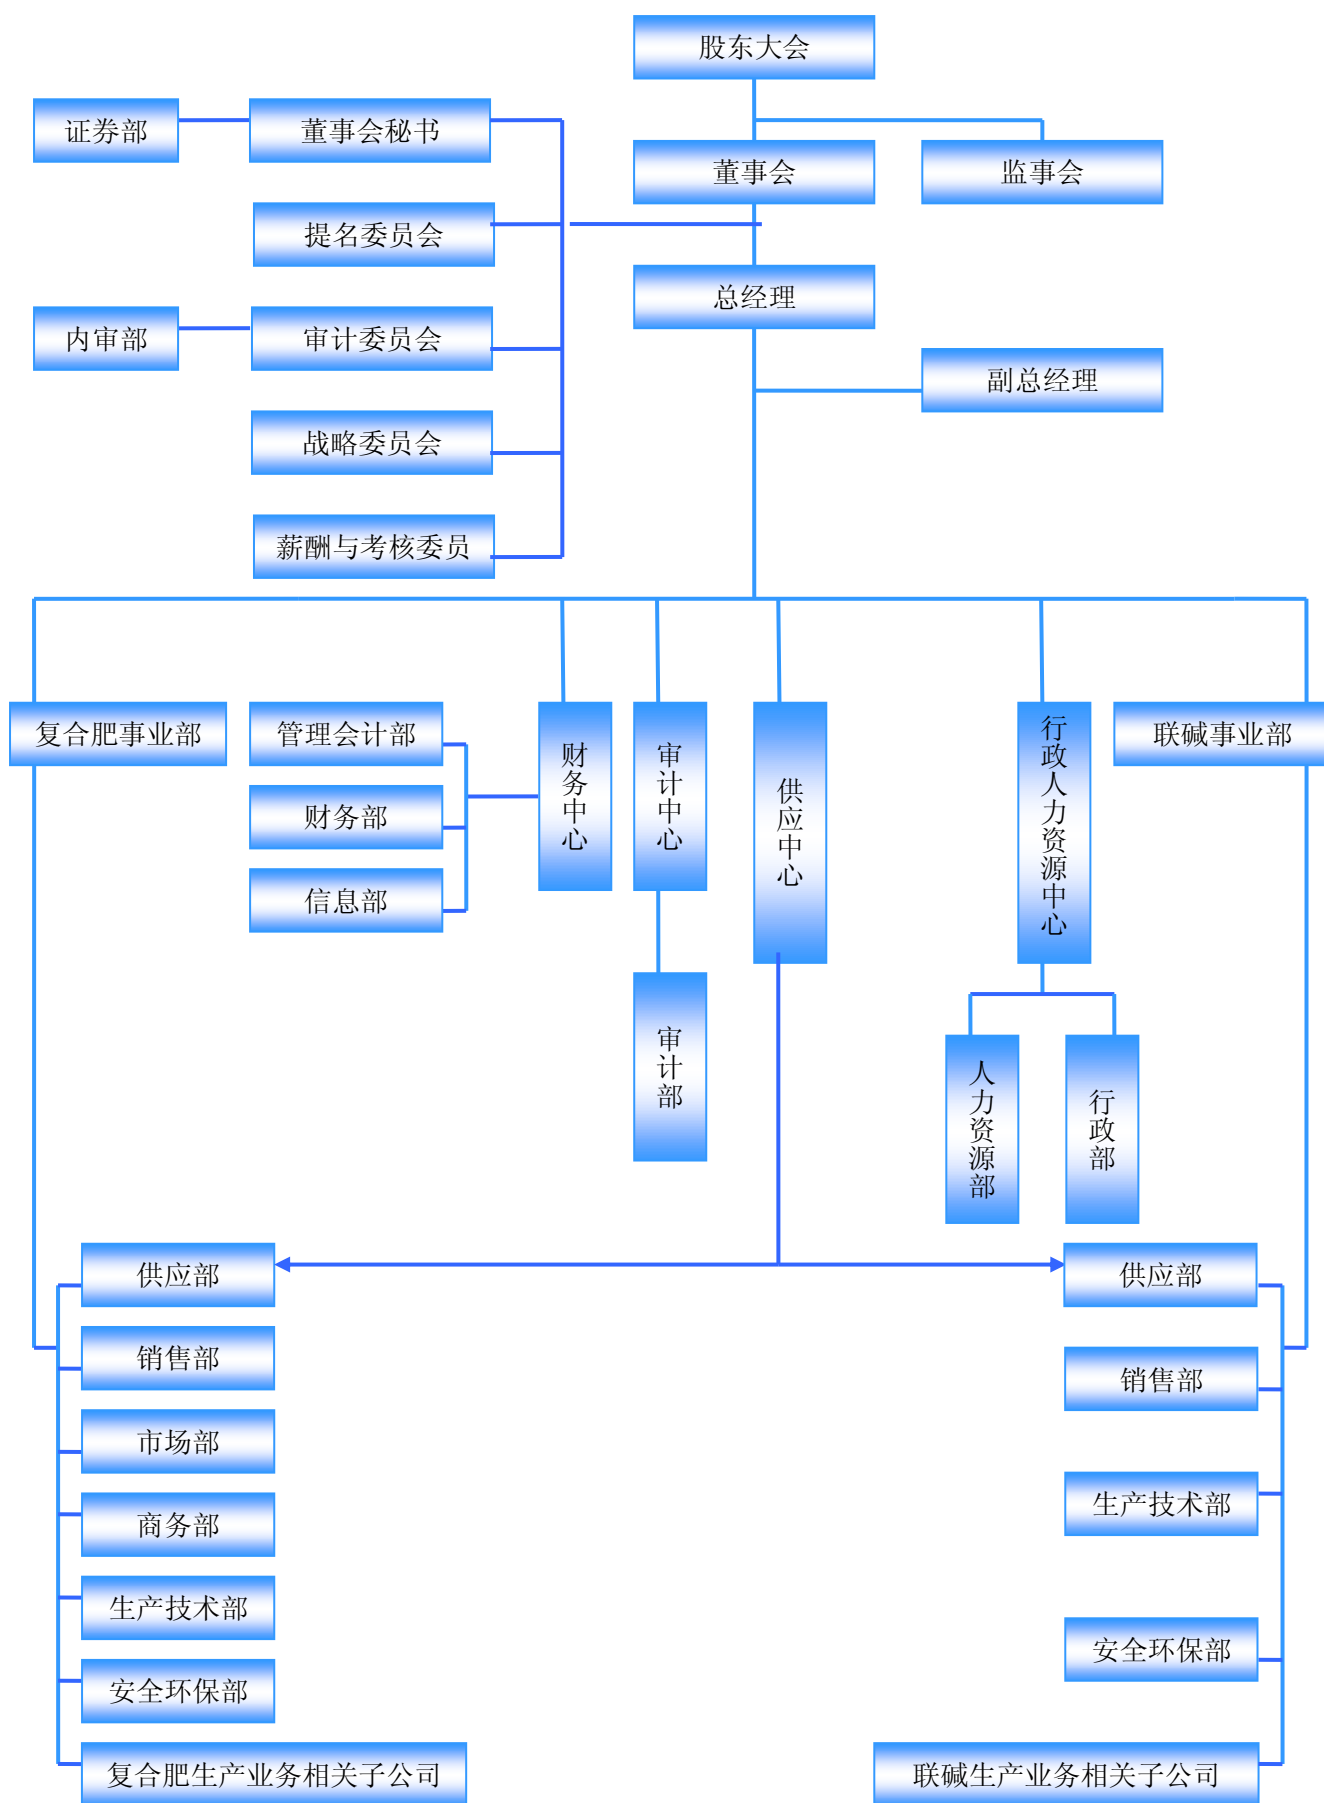 股东大会
证券部
董事会秘书
董事会
监事会
提名委员会
总经理
内审部
审计委员会
副总经理
战略委员会
薪酬与考核委员
复合肥事业部
管理会计部
财务中心
审计中心
供应中心
行政人力资源中心
联碱事业部
财务部
信息部
审计部
人力资源部
行政部
供应部
供应部
销售部
销售部
市场部
商务部
生产技术部
生产技术部
安全环保部
安全环保部
复合肥生产业务相关子公司
联碱生产业务相关子公司